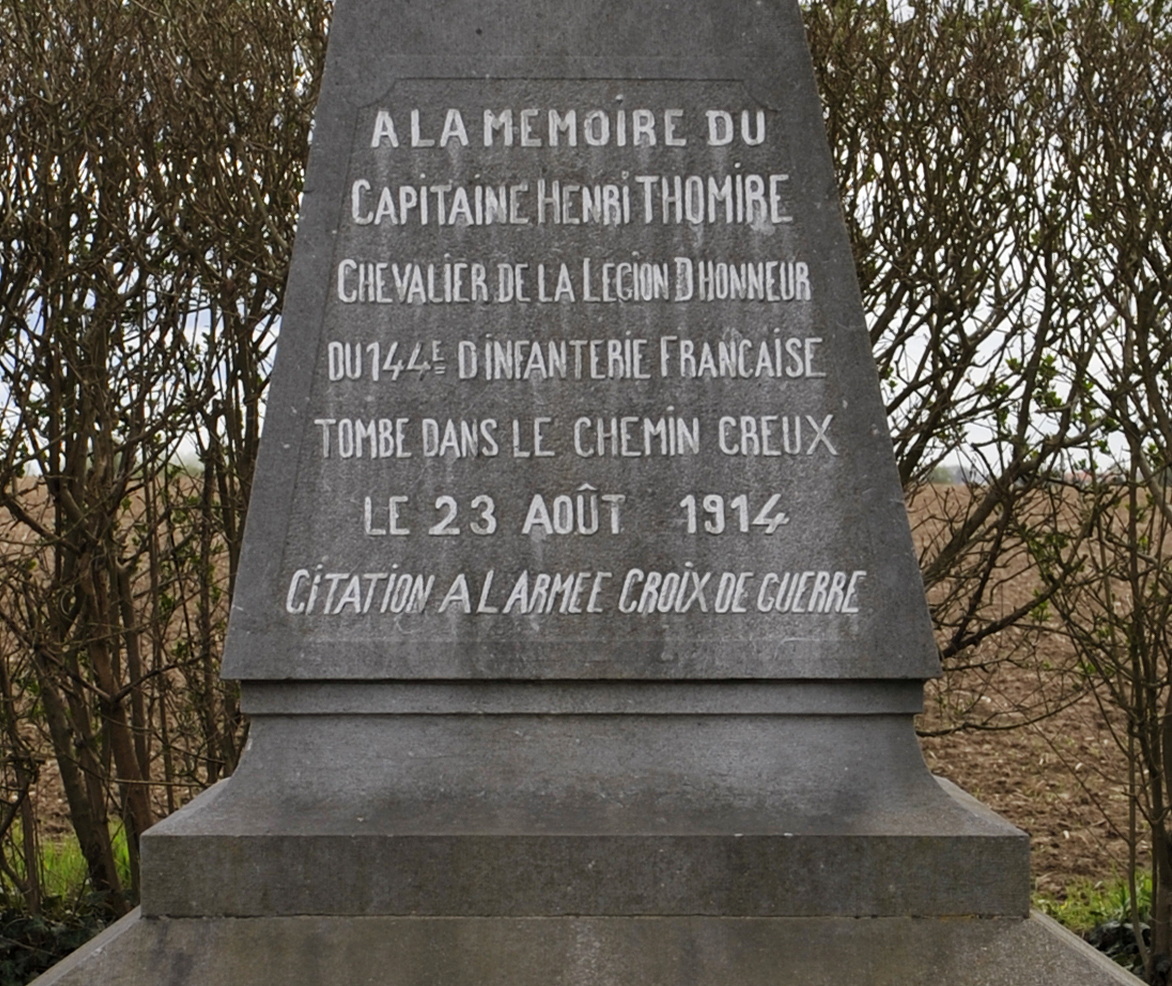 A LA MEMOIRE DU
CAPITAINE HENRI THOMIRE
CHEVALIER DE LA LEGION D HONNEUR
DU 144E D INFANTERIE FRANÇAISE
TOMBE DANS LE CHEMIN CREUX
LE 23 AOÛT 1914
CITATION A L ARMEE CROIX DE GUERRE